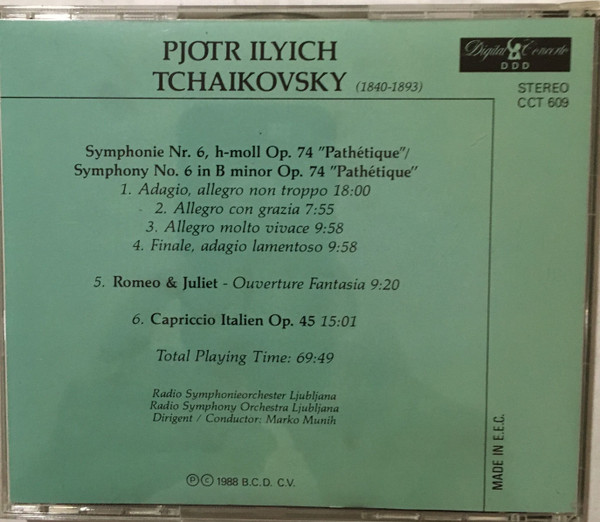 PJOTR ILYICH
TCHAIKOVSKY (1840-1893)
Digital Concerto
DDD
STEREO
CCT 609
Symphonie Nr. 6, h-moll Op. 74 "Pathétique"/
Symphony No. 6 in B minor Op. 74 "Pathétique"
1. Adagio, allegro non troppo 18:00
2. Allegro con grazia 7:55
3. Allegro molto vivace 9:58
4. Finale, adagio lamentoso 9:58
5. Romeo & Juliet - Ouverture Fantasia 9:20
6. Capriccio Italien Op. 45 15:01
Total Playing Time: 69:49
Radio Symphonieorchester Ljubljana
Radio Symphony Orchestra Ljubljana
Dirigent / Conductor: Marko Munih
℗© 1988 B.C.D. C.V.
MADE IN E.E.C.